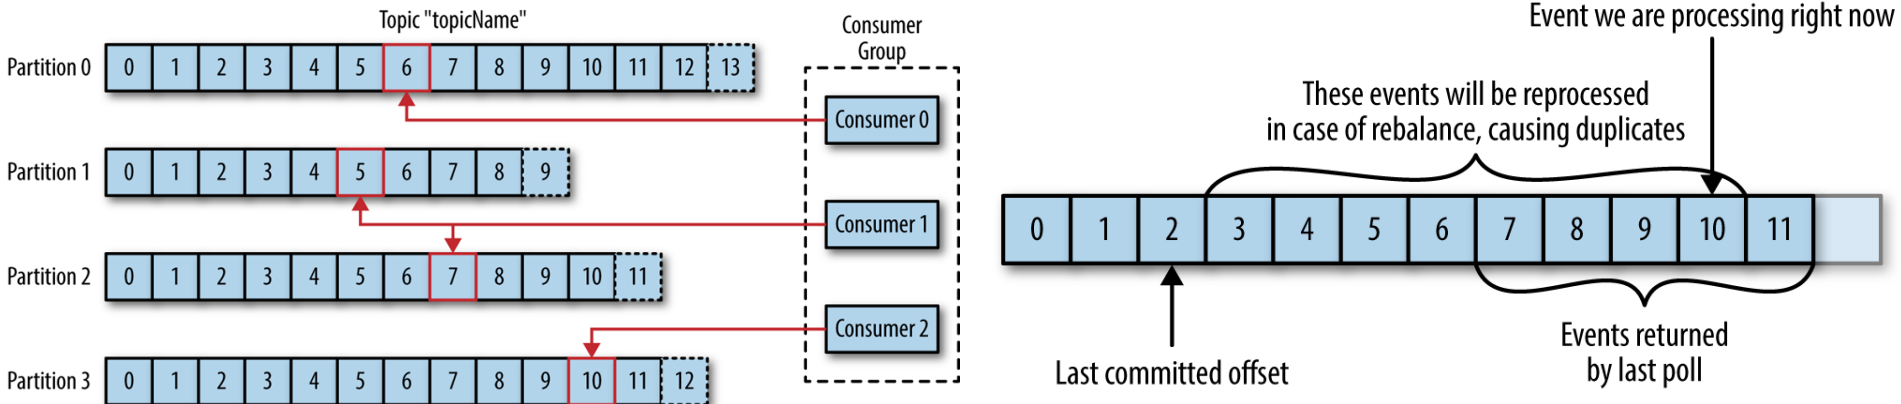 Topic "topicName"
Partition 0
0 1 2 3 4 5 6 7 8 9 10 11 12 13
Partition 1
0 1 2 3 4 5 6 7 8 9
Partition 2
0 1 2 3 4 5 6 7 8 9 10 11
Partition 3
0 1 2 3 4 5 6 7 8 9 10 11 12
Consumer
Group
Consumer 0
Consumer 1
Consumer 2
Event we are processing right now
These events will be reprocessed
in case of rebalance, causing duplicates
0 1 2 3 4 5 6 7 8 9 10 11
Last committed offset
Events returned
by last poll